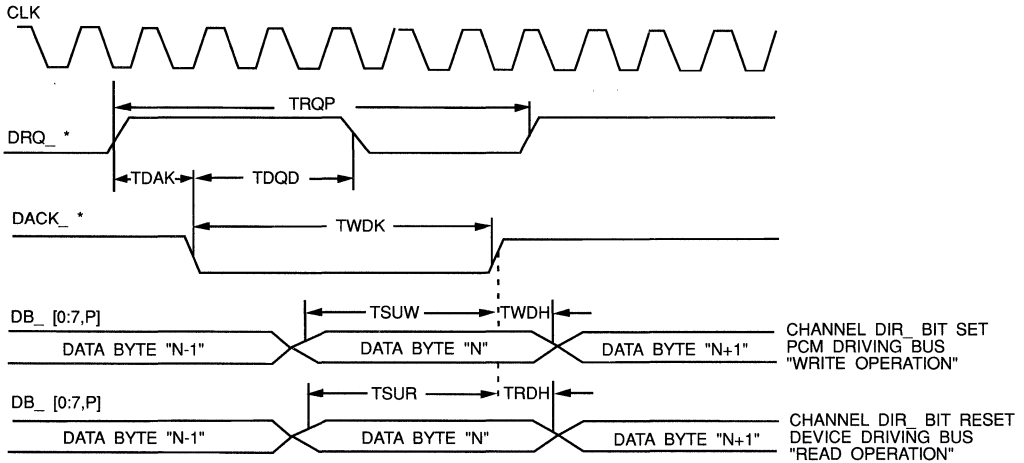 CLK
TRQP
DRQ_ *
TDAK
TDQD
DACK_ *
TWDK
TSUW
TWDH
DB_ [0:7,P]
DATA BYTE "N-1"
DATA BYTE "N"
DATA BYTE "N+1"
CHANNEL DIR_ BIT SET
PCM DRIVING BUS
"WRITE OPERATION"
TSUR
TRDH
DB_ [0:7,P]
DATA BYTE "N-1"
DATA BYTE "N"
DATA BYTE "N+1"
CHANNEL DIR_ BIT RESET
DEVICE DRIVING BUS
"READ OPERATION"